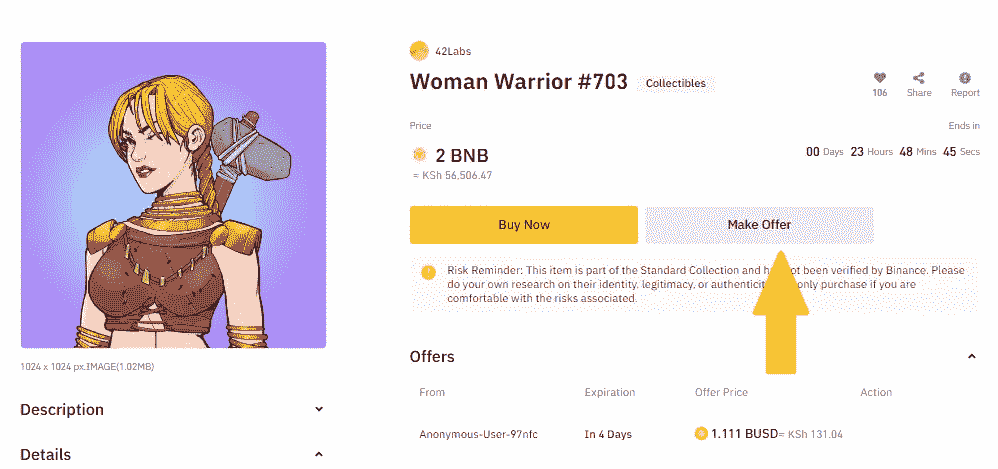 42Labs
Woman Warrior #703 Collectibles
106 Share Report
Price Ends in
2 BNB 00 Days 23 Hours 48 Mins 45 Secs
≈ KSh 56,506.47
Buy Now Make Offer
Risk Reminder: This item is part of the Standard Collection and not been verified by Binance. Please
do your own research on their identity, legitimacy, or only purchase if you are
comfortable with the risks associated.
1024 x 1024 px.IMAGE(1.02MB)
Offers
From Expiration Offer Price Action
Description
Anonymous-User-97nfc In 4 Days 1.111 BUSD≈ KSh 131.04
Details